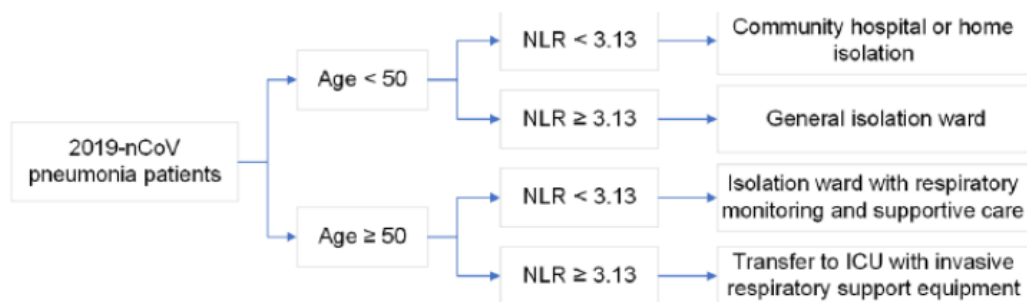 2019-nCoV
pneumonia patients
Age < 50
Age ≥ 50
NLR < 3.13
NLR ≥ 3.13
NLR < 3.13
NLR ≥ 3.13
Community hospital or home
isolation
General isolation ward
Isolation ward with respiratory
monitoring and supportive care
Transfer to ICU with invasive
respiratory support equipment